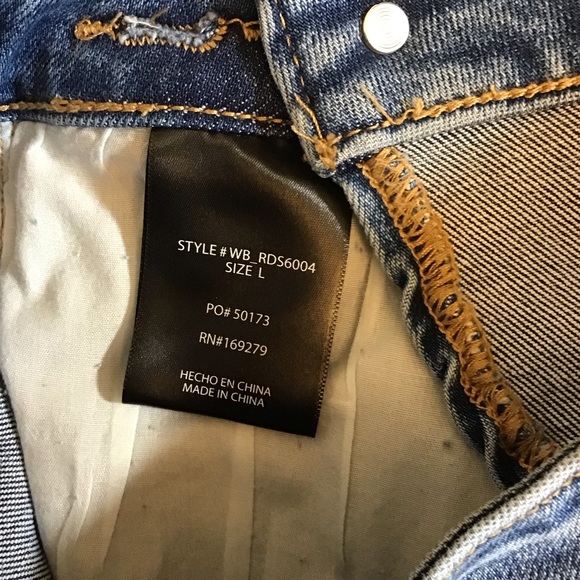 STYLE # WB_RDS6004
SIZE L
PO# 50173
RN#169279
HECHO EN CHINA
MADE IN CHINA